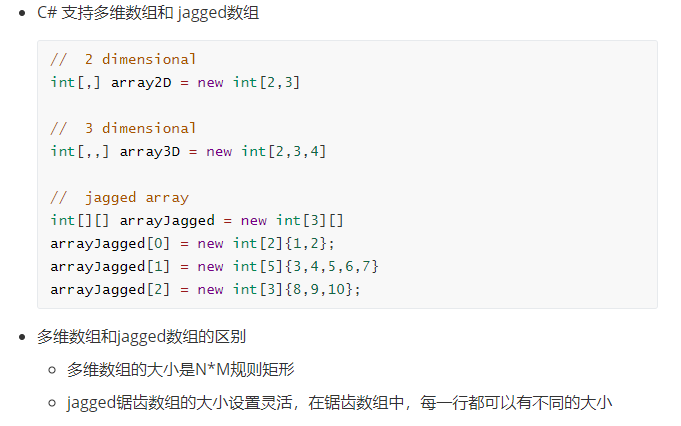 C# 支持多维数组和 jagged数组
//  2 dimensional
int[,] array2D = new int[2,3]
//  3 dimensional
int[,,] array3D = new int[2,3,4]
//  jagged array
int[][] arrayJagged = new int[3][]
arrayJagged[0] = new int[2]{1,2};
arrayJagged[1] = new int[5]{3,4,5,6,7}
arrayJagged[2] = new int[3]{8,9,10};
多维数组和jagged数组的区别
多维数组的大小是N*M规则矩形
jagged锯齿数组的大小设置灵活，在锯齿数组中，每一行都可以有不同的大小